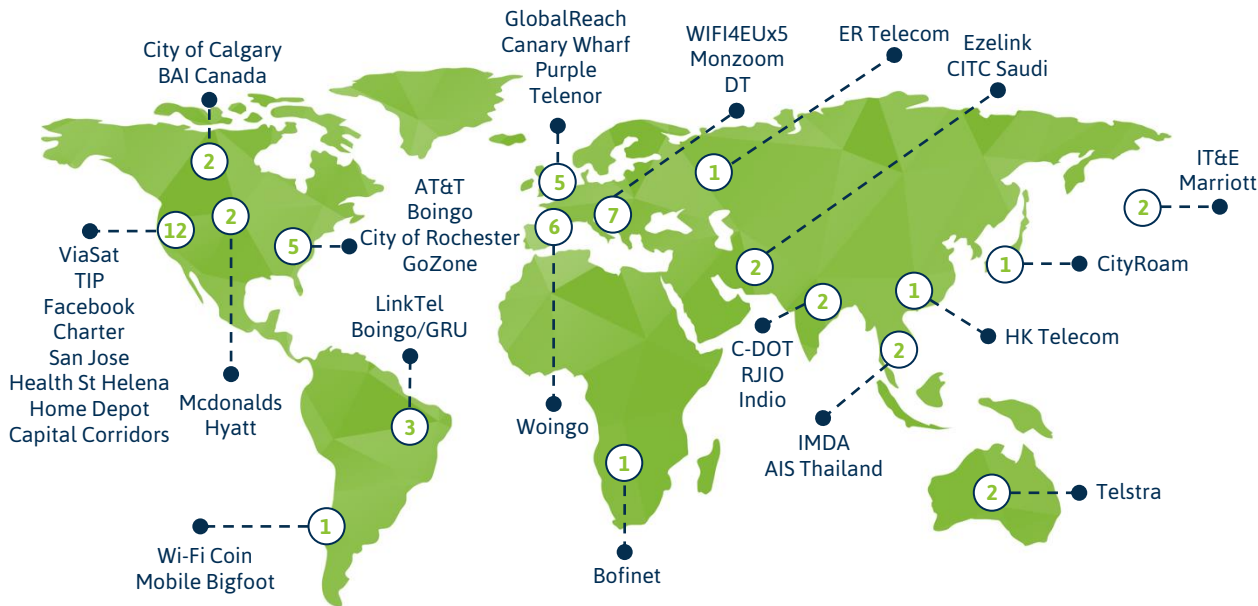 City of Calgary
BAI Canada
2
ViaSat
TIP
Facebook
Charter
San Jose
Health St Helena
Home Depot
Capital Corridors
12
Mcdonalds
Hyatt
2
AT&T
Boingo
City of Rochester
GoZone
5
LinkTel
Boingo/GRU
3
Wi-Fi Coin
Mobile Bigfoot
1
GlobalReach
Canary Wharf
Purple
Telenor
5
WIFI4EUx5
Monzoom
DT
7
Woingo
6
ER Telecom
1
Ezelink
CITC Saudi
2
Bofinet
1
C-DOT
RJIO
Indio
2
IMDA
AIS Thailand
2
HK Telecom
1
CityRoam
1
IT&E
Marriott
2
Telstra
2